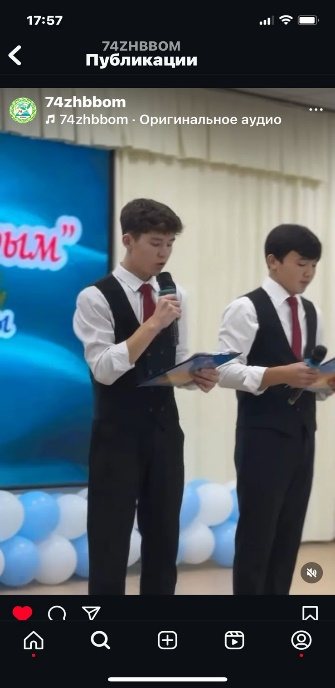 17:57
74ZHBBOM
Публикации
74zhbbom
74zhbbom · Оригинальное аудио
ым"
ы